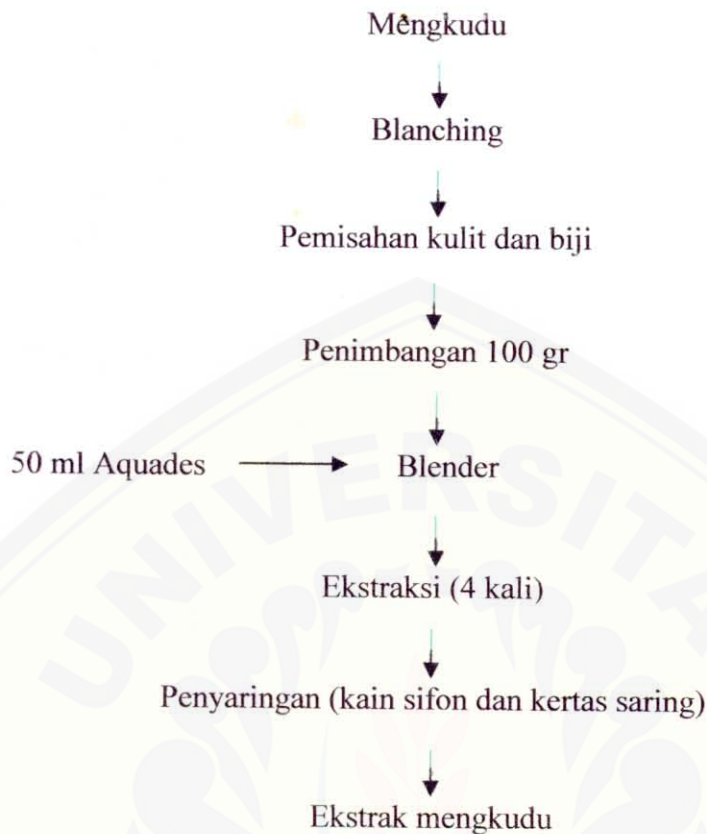 Mengkudu
Blanching
Pemisahan kulit dan biji
Penimbangan 100 gr
50 ml Aquades Blender
Ekstraksi (4 kali)
Penyaringan (kain sifon dan kertas saring)
Ekstrak mengkudu
UNIVERSITA